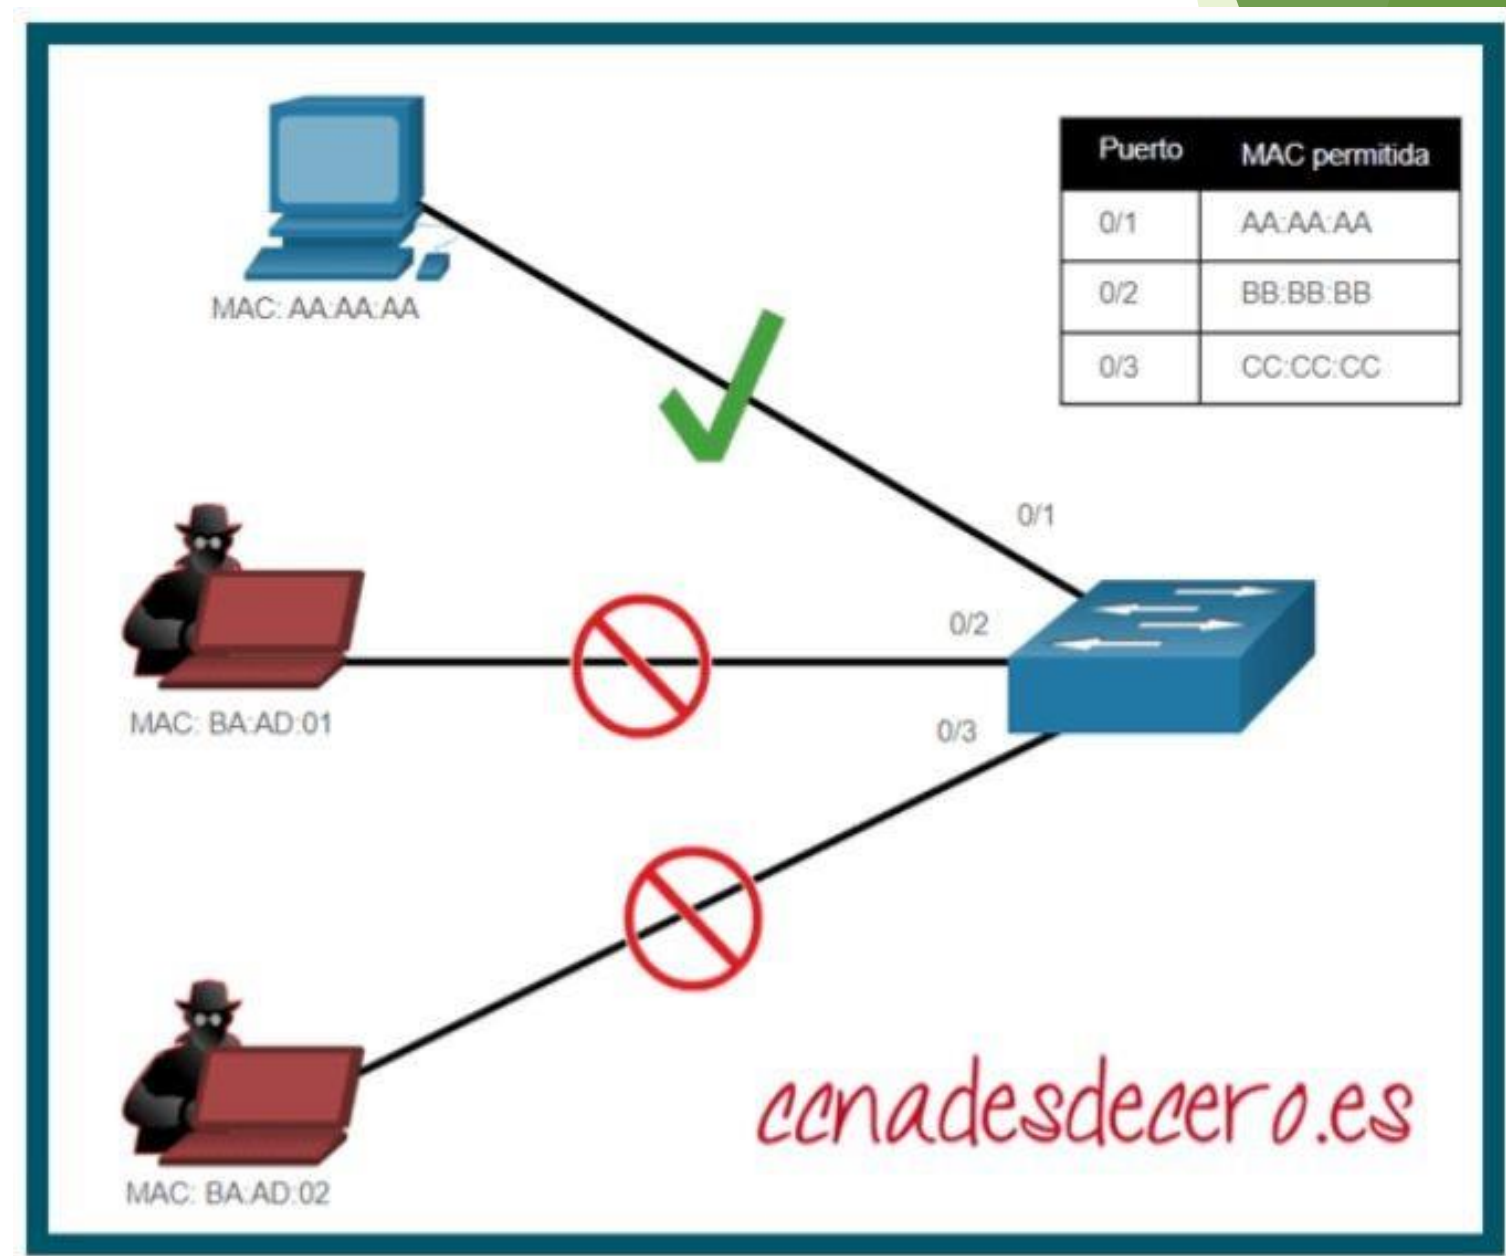 Puerto MAC permitida
0/1 AA:AA:AA
0/2 BB:BB:BB
0/3 CC:CC:CC
MAC: AA:AA:AA
0/1
0/2
MAC: BA:AD:01
0/3
MAC: BA:AD:02
ccnadesdecero.es